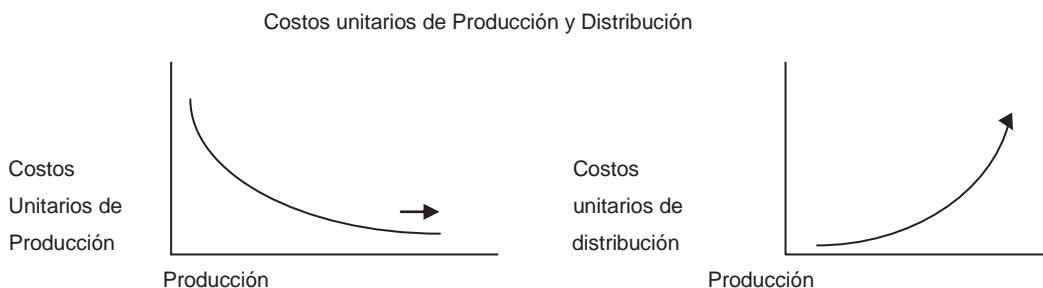 Costos unitarios de Producción y Distribución
Costos
Unitarios de
Producción
Producción
Costos
unitarios de
distribución
Producción